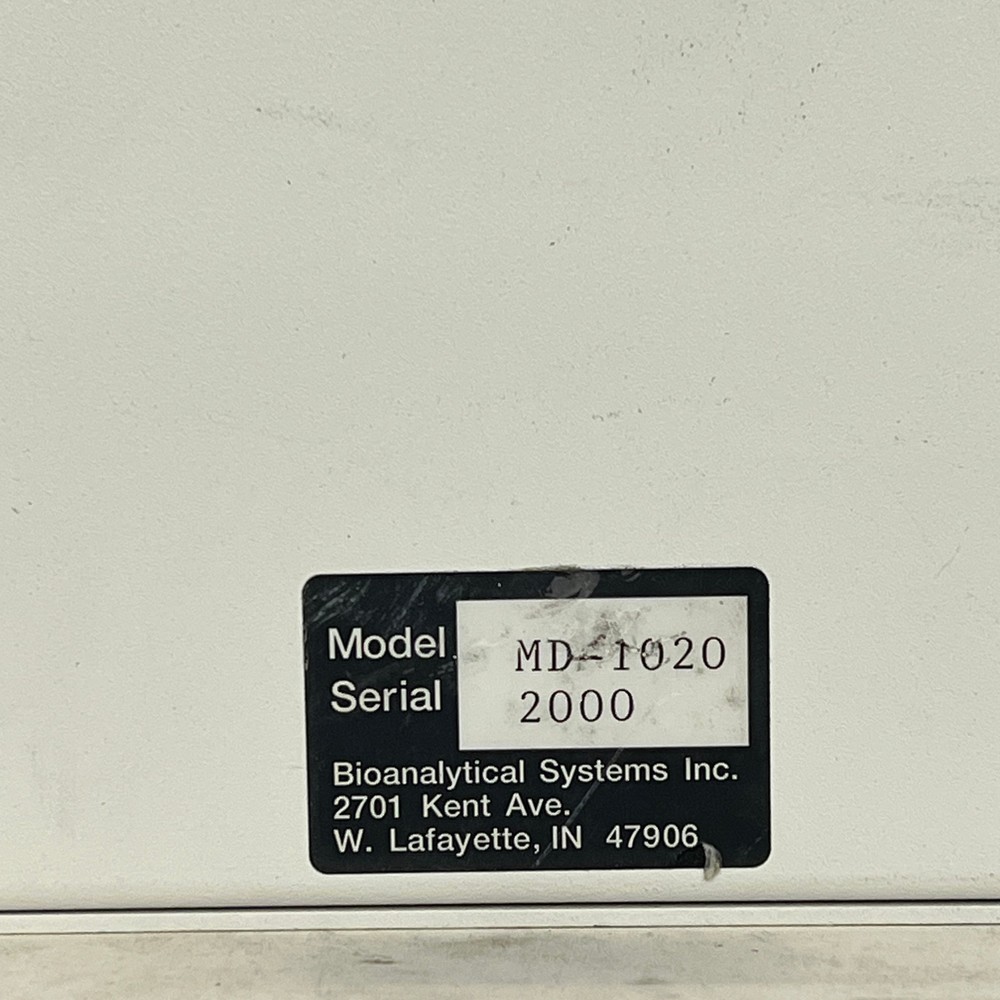 Model MD-1020
Serial 2000
Bioanalytical Systems Inc.
2701 Kent Ave.
W. Lafayette, IN 47906